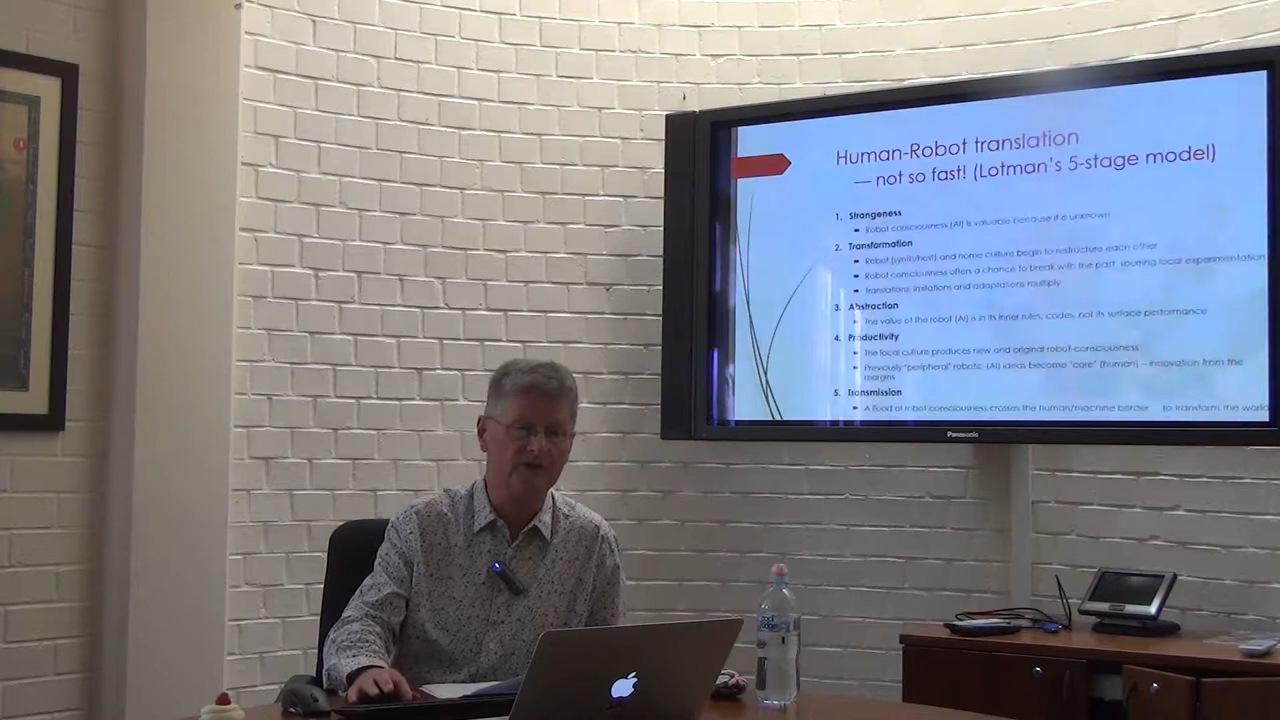 Human-Robot translation
— not so fast! (Lotman's 5-stage model)
1. Strangeness
Robot consciousness (AI) is valuable because it is unknown
2. Transformation
Robot (synth/host) and home culture begin to restructure each other
Robot consciousness offers a chance to break with the past, spurring local experimentation
Translations, imitations and adaptations multiply
3. Abstraction
The value of the robot (AI) is in its inner rules, codes, not its surface performance
4. Productivity
The local culture produces new and original robot-consciousness
Previously 'peripheral' robotic (AI) ideas become 'core' (human) – innovation from the
margins
5. Transmission
A flood of robot consciousness crosses the human/machine border to transform the world
Panasonic